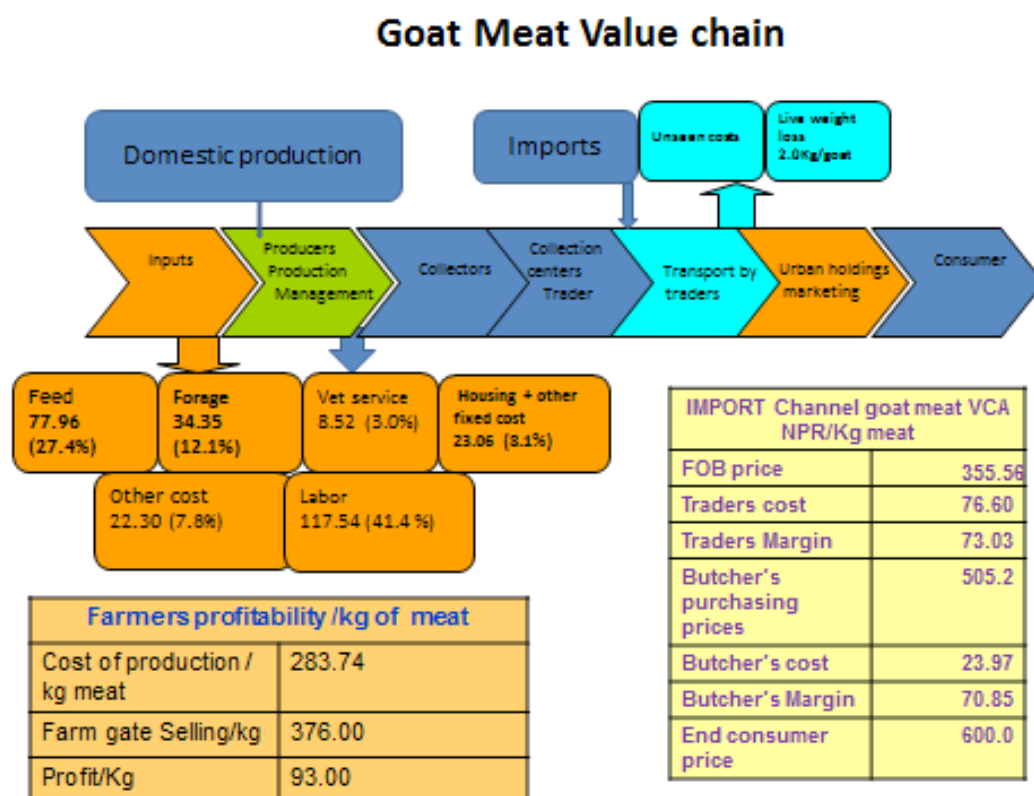 Goat Meat Value chain
Domestic production
Imports
Unseen costs
Live weight
loss
2.0Kg/goat
Inputs
Producers
Production
Management
Collectors
Collection
centers
Trader
Transport by
traders
Urban holdings
marketing
Consumer
Feed
77.96
(27.4%)
Forage
34.35
(12.1%)
Vet service
8.52 (3.0%)
Housing + other
fixed cost
23.06 (8.1%)
Other cost
22.30 (7.8%)
Labor
117.54 (41.4 %)
IMPORT Channel goat meat VCA
NPR/Kg meat
FOB price 355.56
Traders cost 76.60
Traders Margin 73.03
Butcher's 505.2
purchasing
prices
Butcher's cost 23.97
Butcher's Margin 70.85
End consumer 600.0
price
Farmers profitability /kg of meat
Cost of production / 283.74
kg meat
Farm gate Selling/kg 376.00
Profit/Kg 93.00